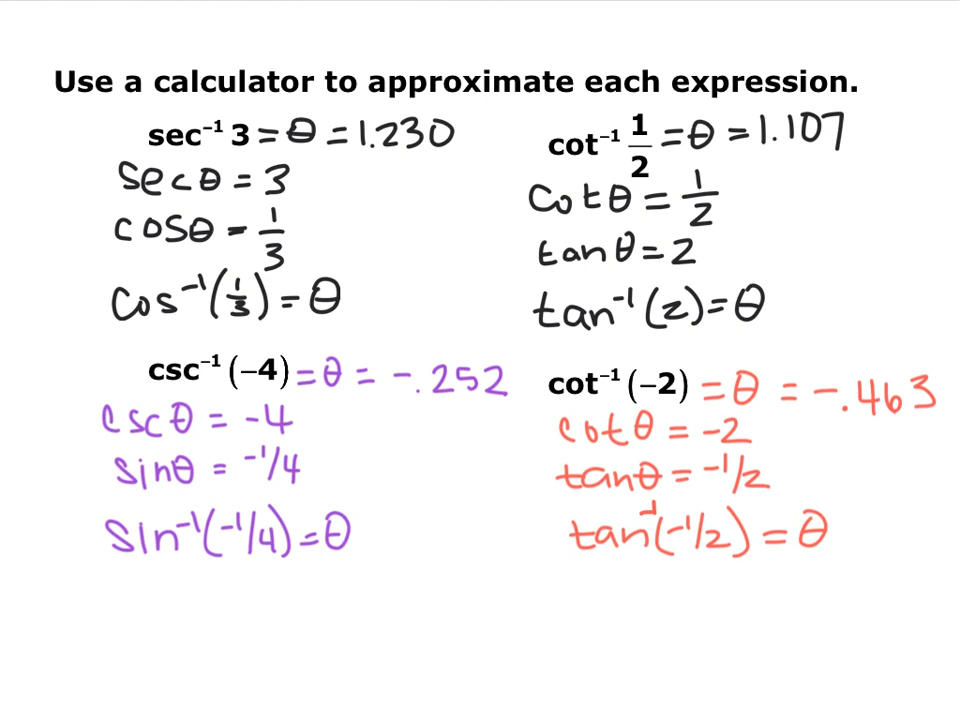 Use a calculator to approximate each expression.
sec⁻¹ 3 = θ = 1.230
secθ = 3
cosθ = 1/3
cos⁻¹(1/3) = θ
cot⁻¹ 1/2 = θ = 1.107
cotθ = 1/2
tanθ = 2
tan⁻¹(2) = θ
csc⁻¹(−4) = θ = −.252
cscθ = −4
sinθ = −1/4
sin⁻¹(−1/4) = θ
cot⁻¹(−2) = θ = −.463
cotθ = −2
tanθ = −1/2
tan⁻¹(−1/2) = θ